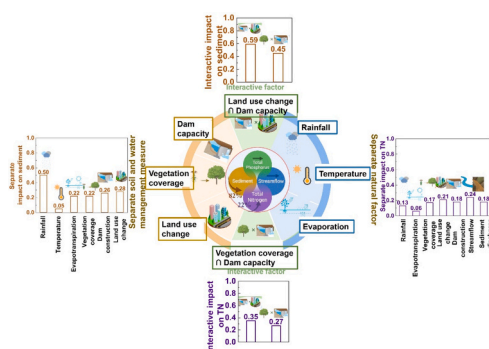 Interactive impact
on sediment
1.0
0.8
0.6
0.4
0.2
0.0
0.59
0.45
Interactive factor
Land use change
∩ Dam capacity
Dam
capacity
Rainfall
Vegetation
coverage
Temperature
Land use
change
Evaporation
Total
Phosphorus
Sediment
Streamflow
Total
Nitrogen
Vegetation coverage
∩ Dam capacity
Interactive factor
Separate
impact on sediment
1.0
0.8
0.6
0.4
0.2
0.0
0.50
0.05
0.22
0.22
0.26
0.28
Rainfall
Temperature
Evapotranspiration
Vegetation
coverage
Dam
construction
Land use
change
Separate soil and water
management measure
Separate natural factor
Separate impact on TN
1.0
0.8
0.6
0.4
0.2
0.0
0.13
0.06
0.17
0.21
0.18
0.24
0.18
Rainfall
Evapotranspiration
Vegetation
coverage
Land use
change
Dam
construction
Streamflow
Sediment
Interactive impact
on TN
1.0
0.8
0.6
0.4
0.2
0.0
0.35
0.27